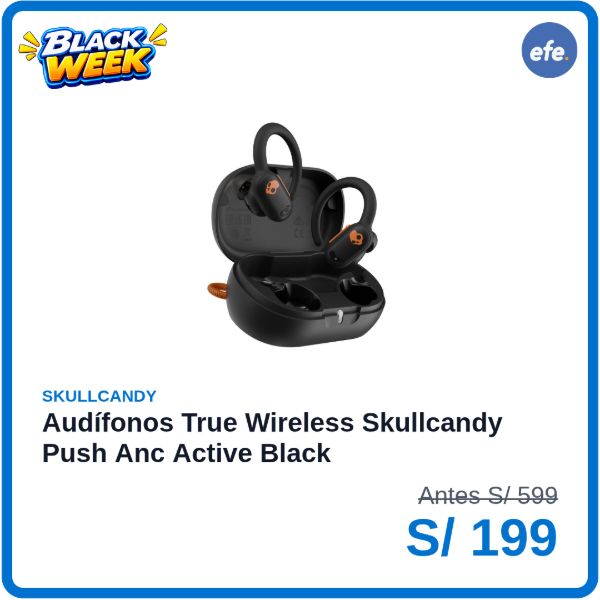 BLACK
WEEK
efe.
SKULLCANDY
Audífonos True Wireless Skullcandy
Push Anc Active Black
Antes S/ 599
S/ 199